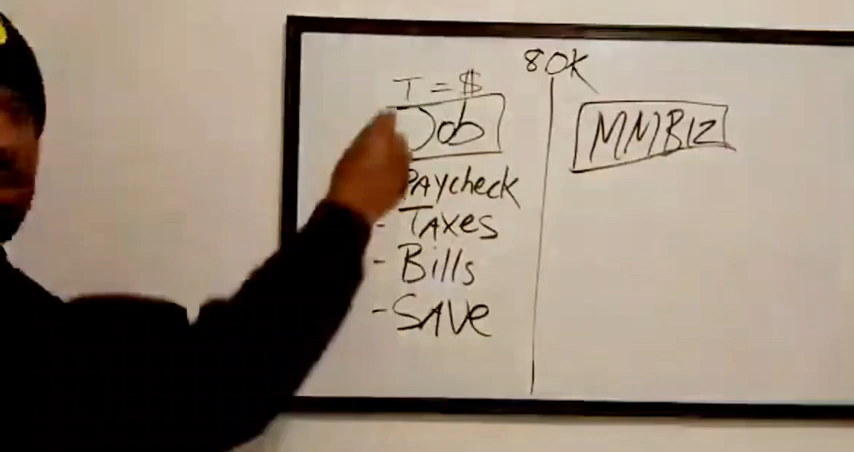 80K
T = $
Job
Paycheck
- Taxes
- Bills
- SAVe
MMBIZ